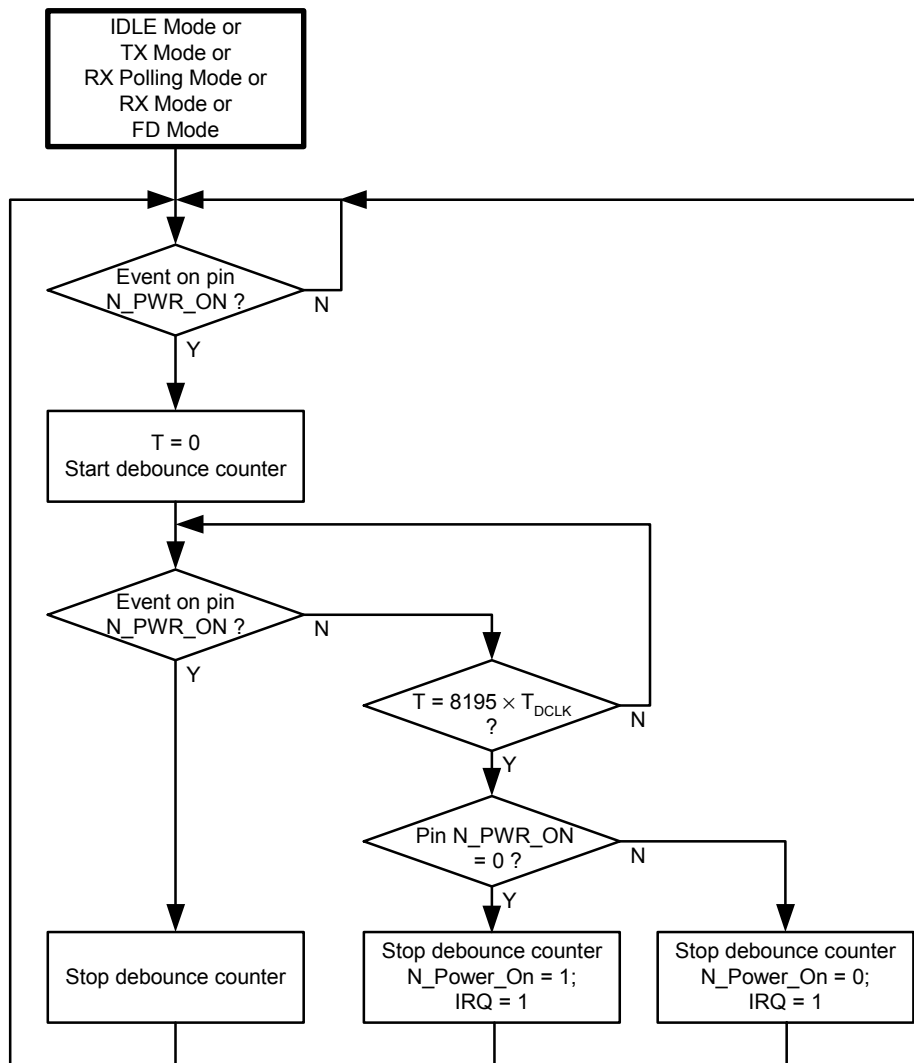 IDLE Mode or
TX Mode or
RX Polling Mode or
RX Mode or
FD Mode
Event on pin
N_PWR_ON ?
N
Y
T = 0
Start debounce counter
Event on pin
N_PWR_ON ?
N
Y
T = 8195 × TDCLK
?
N
Y
Pin N_PWR_ON
= 0 ?
N
Y
Stop debounce counter
Stop debounce counter
N_Power_On = 1;
IRQ = 1
Stop debounce counter
N_Power_On = 0;
IRQ = 1